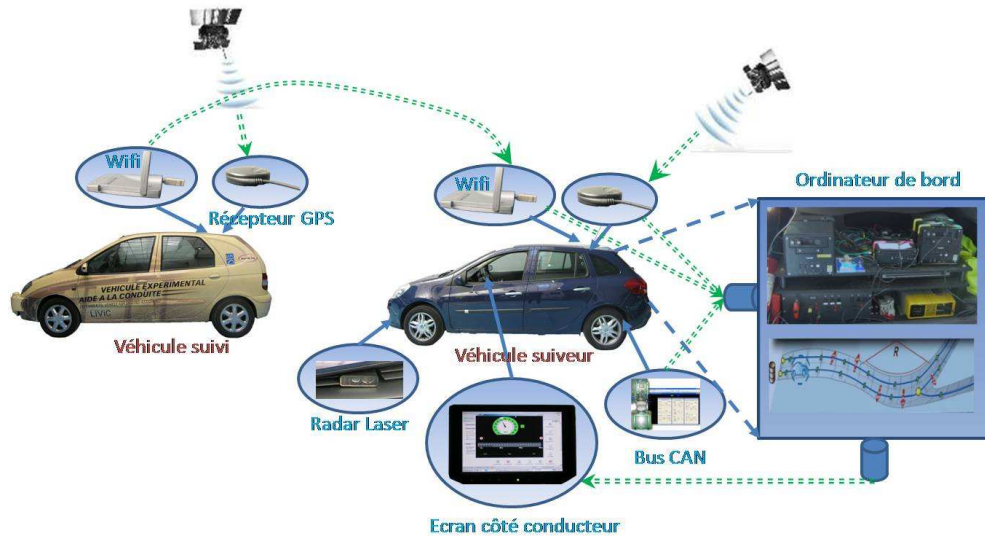 Wifi
Récepteur GPS
VEHICULE EXPERIMENTAL
AIDE A LA CONDUITE
LIVIC
Véhicule suivi
Wifi
Ordinateur de bord
Véhicule suiveur
Radar Laser
Bus CAN
Ecran côté conducteur
R